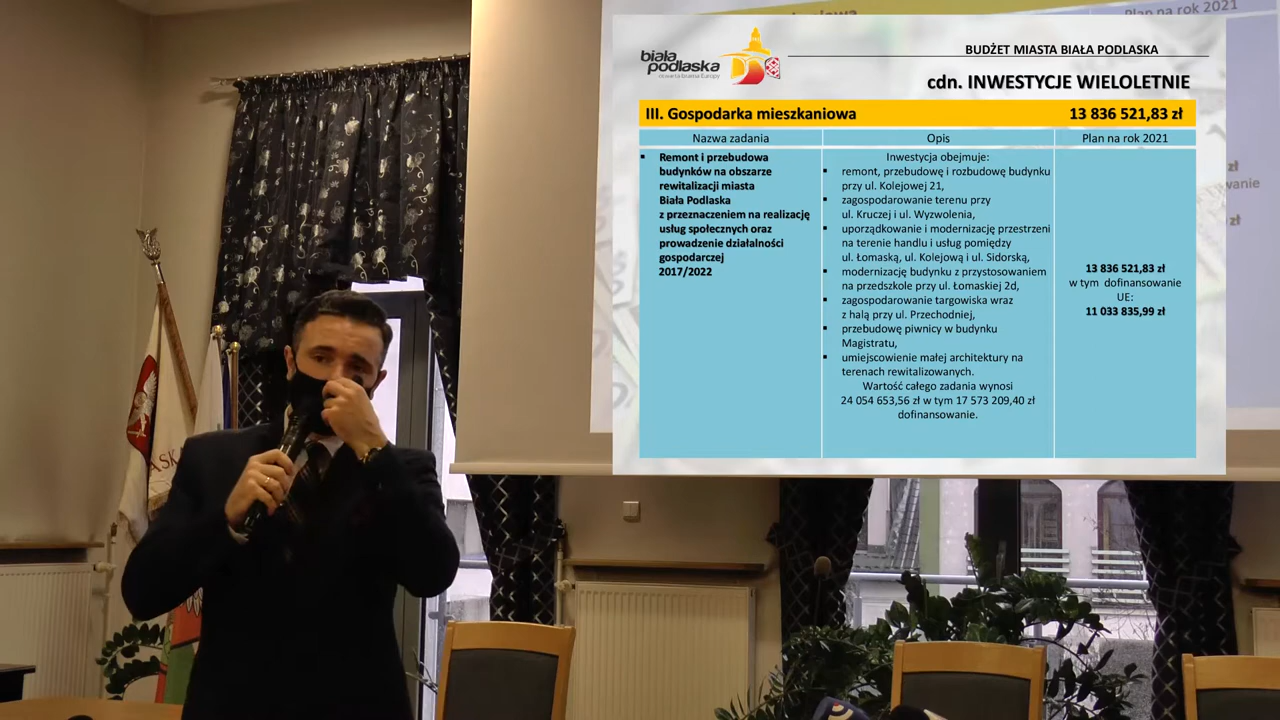 Plan na rok 2021
biała
podlaska
BUDŻET MIASTA BIAŁA PODLASKA
cdn. INWESTYCJE WIELOLETNIE
III. Gospodarka mieszkaniowa 13 836 521,83 zł
Nazwa zadania Opis Plan na rok 2021
▪ Remont i przebudowa
budynków na obszarze
rewitalizacji miasta
Biała Podlaska
z przeznaczeniem na realizację
usług społecznych oraz
prowadzenie działalności
gospodarczej
2017/2022
Inwestycja obejmuje:
▪ remont, przebudowę i rozbudowę budynku
przy ul. Kolejowej 21,
▪ zagospodarowanie terenu przy
ul. Kruczej i ul. Wyzwolenia,
▪ uporządkowanie i modernizację przestrzeni
na terenie handlu i usług pomiędzy
ul. Łomaską, ul. Kolejową i ul. Sidorską,
▪ modernizację budynku z przystosowaniem
na przedszkole przy ul. Łomaskiej 2d,
▪ zagospodarowanie targowiska wraz
z halą przy ul. Przechodniej,
▪ przebudowę piwnicy w budynku
Magistratu,
▪ umiejscowienie małej architektury na
terenach rewitalizowanych.
Wartość całego zadania wynosi
24 054 653,56 zł w tym 17 573 209,40 zł
dofinansowanie.
13 836 521,83 zł
w tym dofinansowanie
UE:
11 033 835,99 zł
zł
wanie
zł